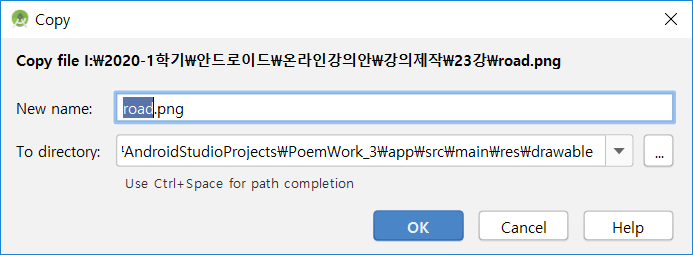 Copy
Copy file I:₩2020-1학기₩안드로이드₩온라인강의안₩강의제작₩23강₩road.png
New name: road.png
To directory: AndroidStudioProjects₩PoemWork_3₩app₩src₩main₩res₩drawable ...
Use Ctrl+Space for path completion
OK Cancel Help